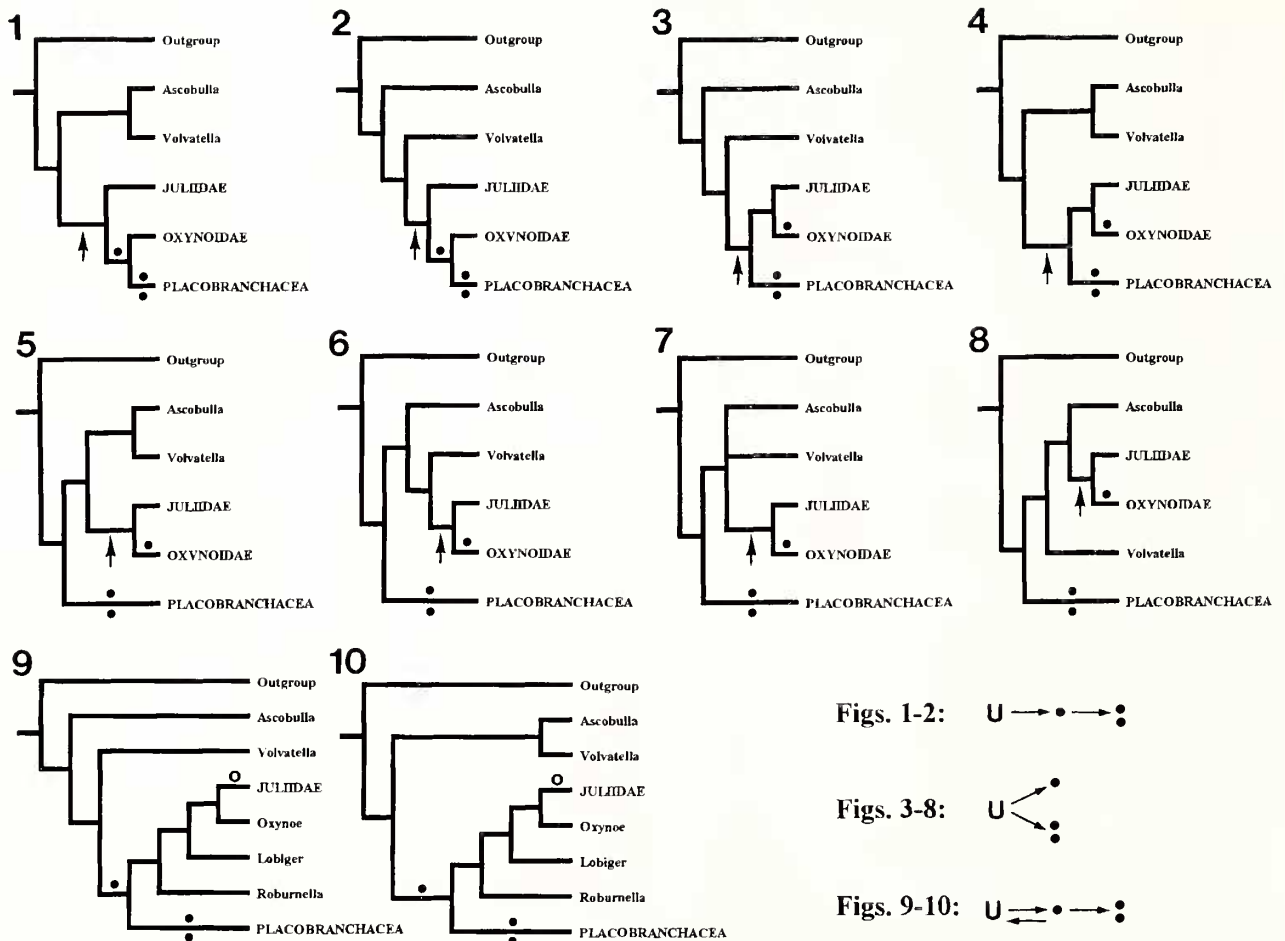 1
Outgroup
Ascobulla
Volvatella
JULIIDAE
OXYNOIDAE
PLACOBRANCHACEA
2
Outgroup
Ascobulla
Volvatella
JULIIDAE
OXYNOIDAE
PLACOBRANCHACEA
3
Outgroup
Ascobulla
Volvatella
JULIIDAE
OXYNOIDAE
PLACOBRANCHACEA
4
Outgroup
Ascobulla
Volvatella
JULIIDAE
OXYNOIDAE
PLACOBRANCHACEA
5
Outgroup
Ascobulla
Volvatella
JULIIDAE
OXYNOIDAE
PLACOBRANCHACEA
6
Outgroup
Ascobulla
Volvatella
JULIIDAE
OXYNOIDAE
PLACOBRANCHACEA
7
Outgroup
Ascobulla
Volvatella
JULIIDAE
OXYNOIDAE
PLACOBRANCHACEA
8
Outgroup
Ascobulla
JULIIDAE
OXYNOIDAE
Volvatella
PLACOBRANCHACEA
9
Outgroup
Ascobulla
Volvatella
JULIIDAE
Oxynoe
Lobiger
Roburnella
PLACOBRANCHACEA
10
Outgroup
Ascobulla
Volvatella
JULIIDAE
Oxynoe
Lobiger
Roburnella
PLACOBRANCHACEA
Figs. 1-2: U
Figs. 3-8: U
Figs. 9-10: U